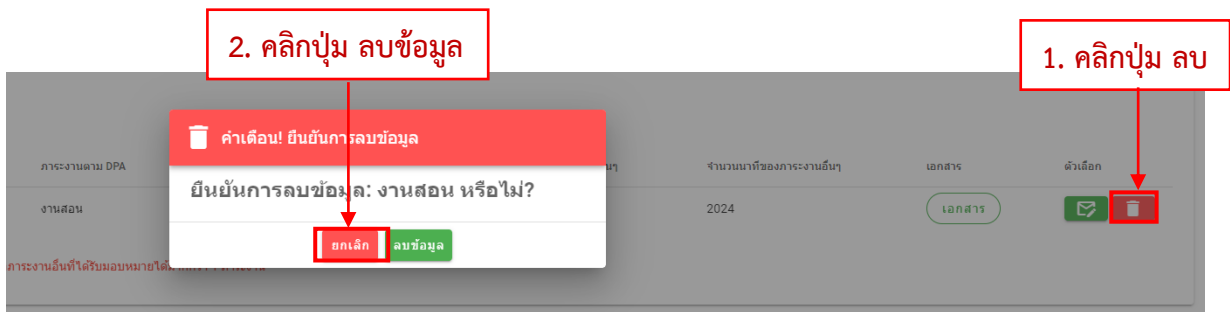 2. คลิกปุ่ม ลบข้อมูล
1. คลิกปุ่ม ลบ
คำเตือน! ยืนยันการลบข้อมูล
ภาระงานตาม DPA
จำนวนนาทีของภาระงานอื่นๆ
เอกสาร
ตัวเลือก
ยืนยันการลบข้อมูล: งานสอน หรือไม่?
งานสอน
2024
เอกสาร
ยกเลิก
ลบข้อมูล
ภาระงานอื่นที่ได้รับมอบหมายได้